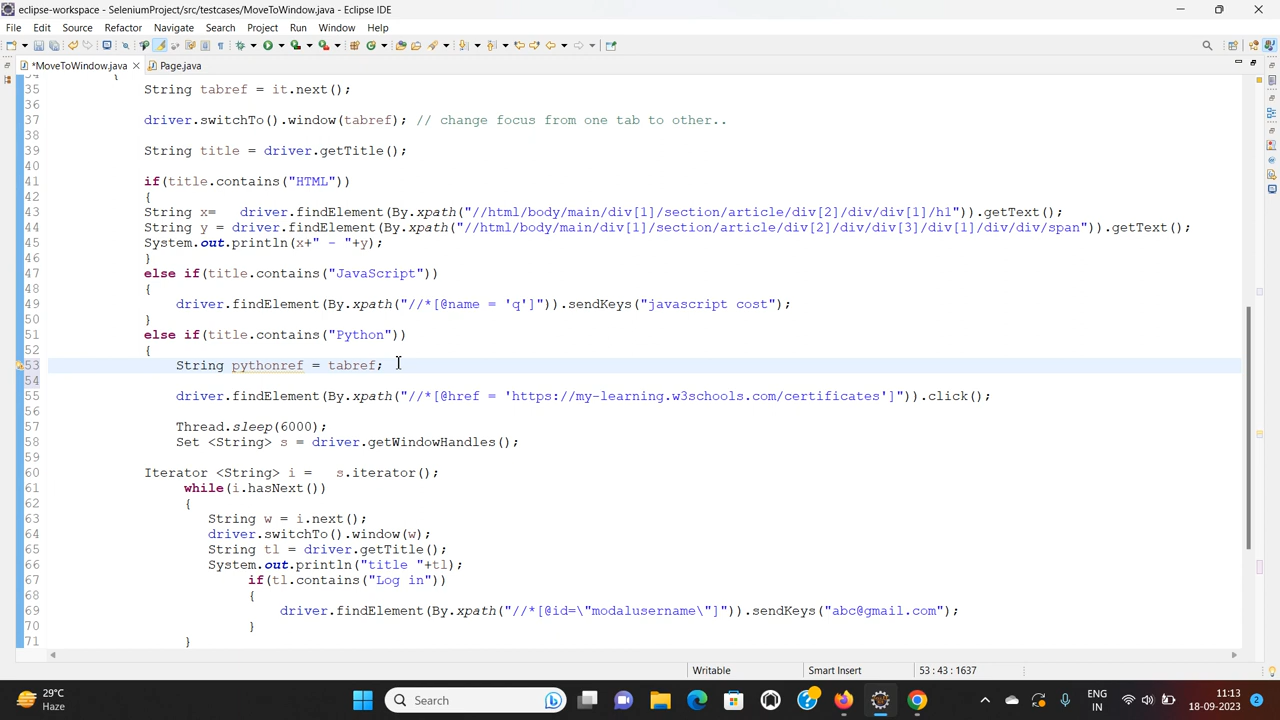 eclipse-workspace - SeleniumProject/src/testcases/MoveToWindow.java - Eclipse IDE
File Edit Source Refactor Navigate Search Project Run Window Help
*MoveToWindow.java Page.java
34 {
35 String tabref = it.next();
36
37 driver.switchTo().window(tabref); // change focus from one tab to other..
38
39 String title = driver.getTitle();
40
41 if(title.contains("HTML"))
42 {
43 String x= driver.findElement(By.xpath("//html/body/main/div[1]/section/article/div[2]/div/div[1]/h1")).getText();
44 String y = driver.findElement(By.xpath("//html/body/main/div[1]/section/article/div[2]/div/div[3]/div[1]/div/div/span")).getText();
45 System.out.println(x+" - "+y);
46 }
47 else if(title.contains("JavaScript"))
48 {
49 driver.findElement(By.xpath("//*[@name = 'q']")).sendKeys("javascript cost");
50 }
51 else if(title.contains("Python"))
52 {
53 String pythonref = tabref;
54
55 driver.findElement(By.xpath("//*[@href = 'https://my-learning.w3schools.com/certificates']")).click();
56
57 Thread.sleep(6000);
58 Set <String> s = driver.getWindowHandles();
59
60 Iterator <String> i = s.iterator();
61 while(i.hasNext())
62 {
63 String w = i.next();
64 driver.switchTo().window(w);
65 String tl = driver.getTitle();
66 System.out.println("title "+tl);
67 if(tl.contains("Log in"))
68 {
69 driver.findElement(By.xpath("//*[@id=\"modalusername\"]")).sendKeys("abc@gmail.com");
70 }
71 }
Writable Smart Insert 53 : 43 : 1637
29°C
Haze
Search
ENG
IN
11:13
18-09-2023
2